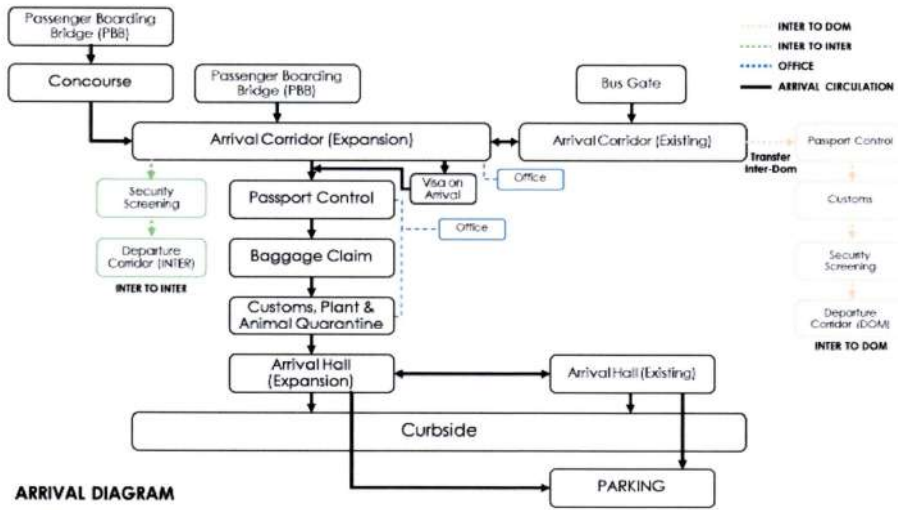 Passenger Boarding
Bridge (PBB)
Concourse
Passenger Boarding
Bridge (PBB)
Bus Gate
INTER TO DOM
INTER TO INTER
OFFICE
ARRIVAL CIRCULATION
Arrival Corridor (Expansion)
Arrival Corridor (Existing)
Transfer
Inter-Dom
Passport Control
Security
Screening
Passport Control
Visa on
Arrival
Office
Customs
Departure
Corridor (INTER)
INTER TO INTER
Baggage Claim
Office
Security
Screening
Customs, Plant &
Animal Quarantine
Departure
Corridor (DOM)
INTER TO DOM
Arrival Hall
(Expansion)
Arrival Hall (Existing)
Curbside
PARKING
ARRIVAL DIAGRAM